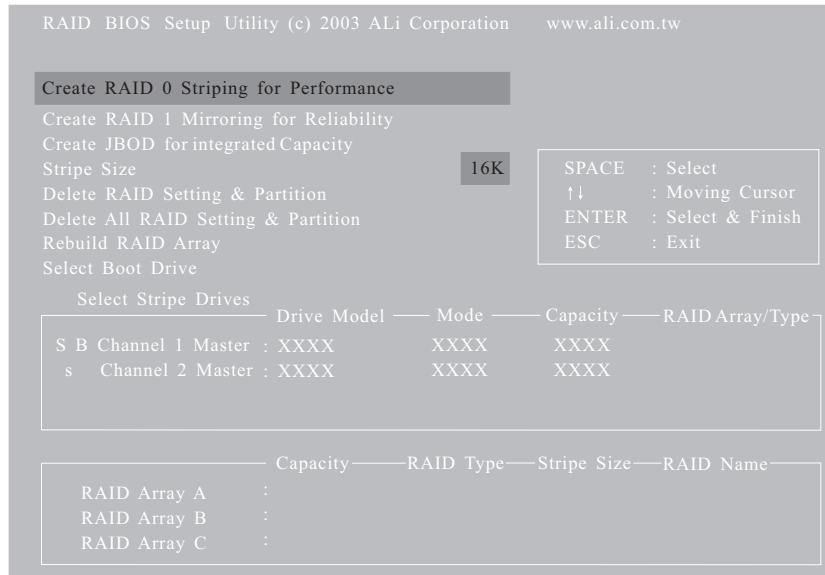 RAID BIOS Setup Utility (c) 2003 ALi Corporation www.ali.com.tw
Create RAID 0 Striping for Performance
Create RAID 1 Mirroring for Reliability
Create JBOD for integrated Capacity
Stripe Size 16K
Delete RAID Setting & Partition
Delete All RAID Setting & Partition
Rebuild RAID Array
Select Boot Drive
SPACE : Select
↑↓ : Moving Cursor
ENTER : Select & Finish
ESC : Exit
Select Stripe Drives
Drive Model Mode Capacity RAID Array/Type
S B Channel 1 Master : XXXX XXXX XXXX
s Channel 2 Master : XXXX XXXX XXXX
Capacity RAID Type Stripe Size RAID Name
RAID Array A :
RAID Array B :
RAID Array C :